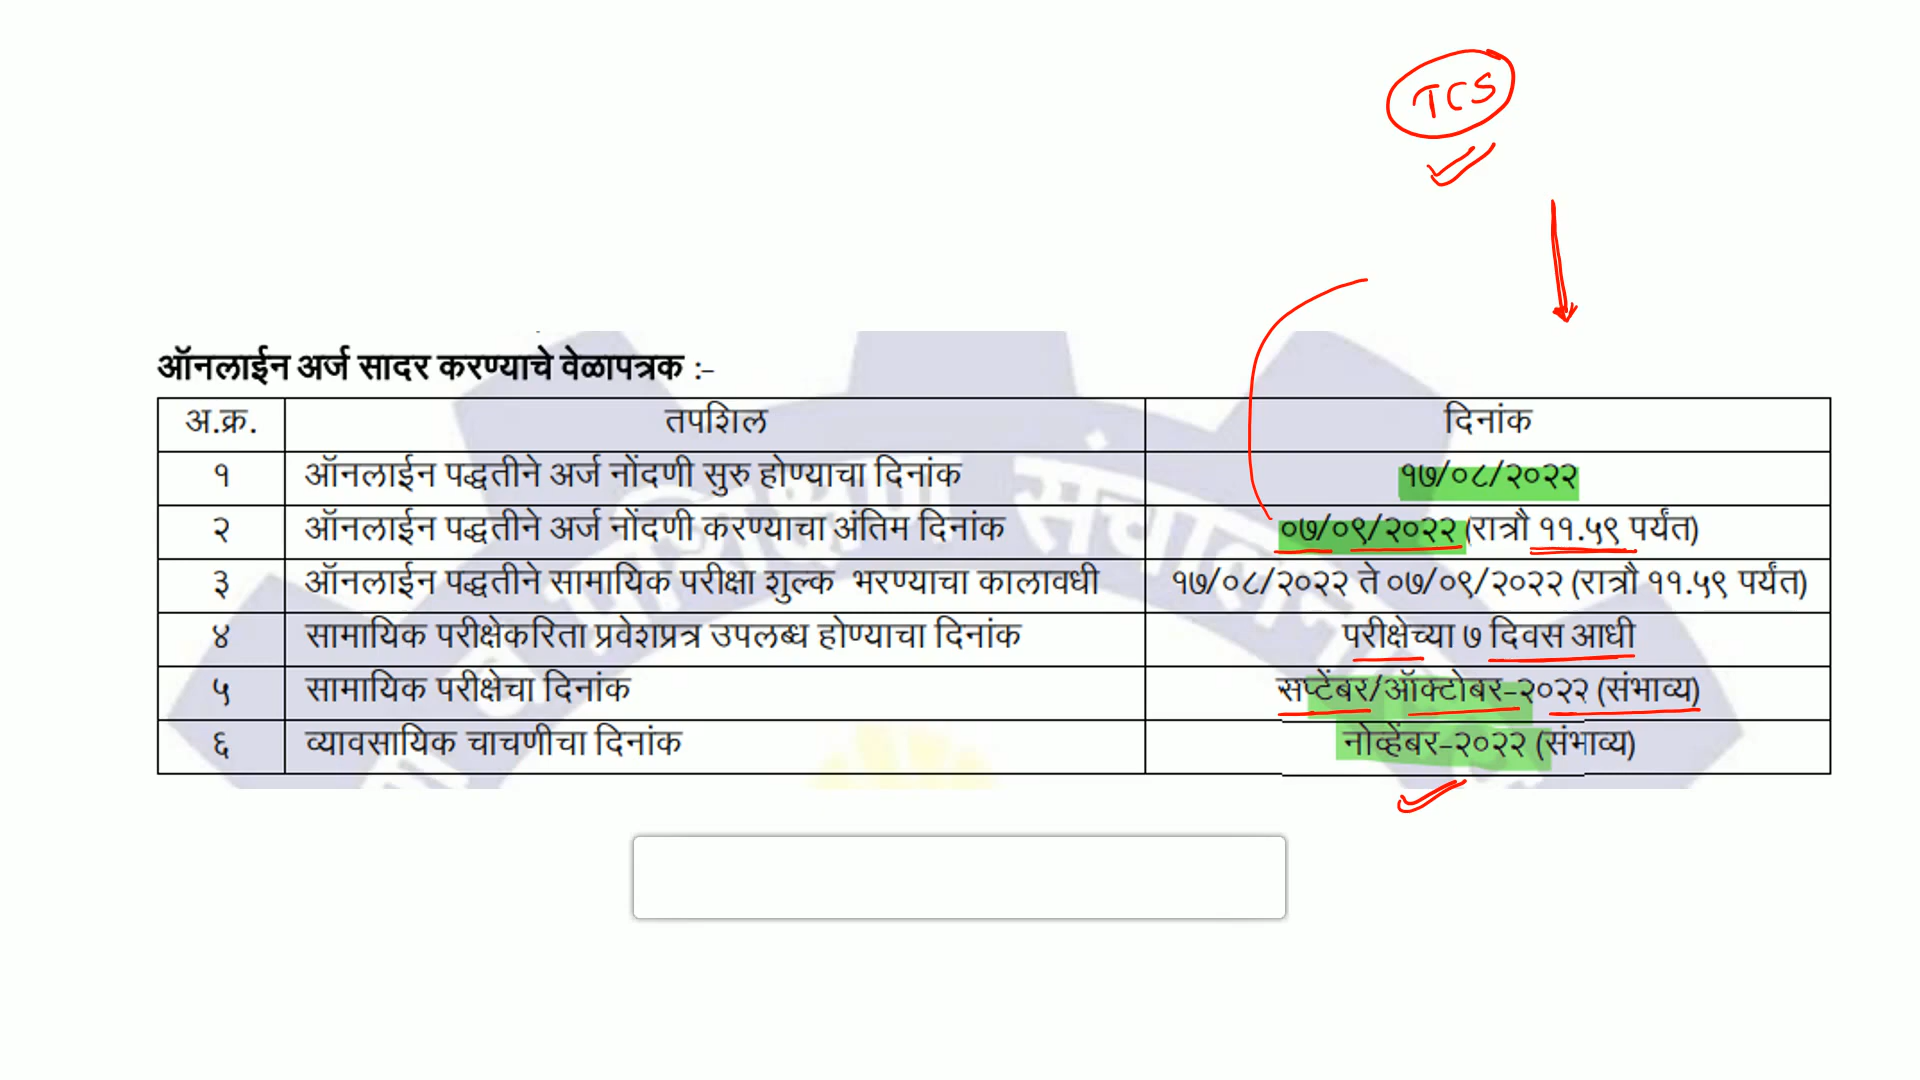 TCS
ऑनलाईन अर्ज सादर करण्याचे वेळापत्रक :-
अ.क्र. तपशिल दिनांक
१ ऑनलाईन पद्धतीने अर्ज नोंदणी सुरु होण्याचा दिनांक १७/०८/२०२२
२ ऑनलाईन पद्धतीने अर्ज नोंदणी करण्याचा अंतिम दिनांक ०७/०९/२०२२ (रात्रौ ११.५९ पर्यंत)
३ ऑनलाईन पद्धतीने सामायिक परीक्षा शुल्क भरण्याचा कालावधी १७/०८/२०२२ ते ०७/०९/२०२२ (रात्रौ ११.५९ पर्यंत)
४ सामायिक परीक्षेकरिता प्रवेशप्रत्र उपलब्ध होण्याचा दिनांक परीक्षेच्या ७ दिवस आधी
५ सामायिक परीक्षेचा दिनांक सप्टेंबर/ऑक्टोबर-२०२२ (संभाव्य)
६ व्यावसायिक चाचणीचा दिनांक नोव्हेंबर-२०२२ (संभाव्य)